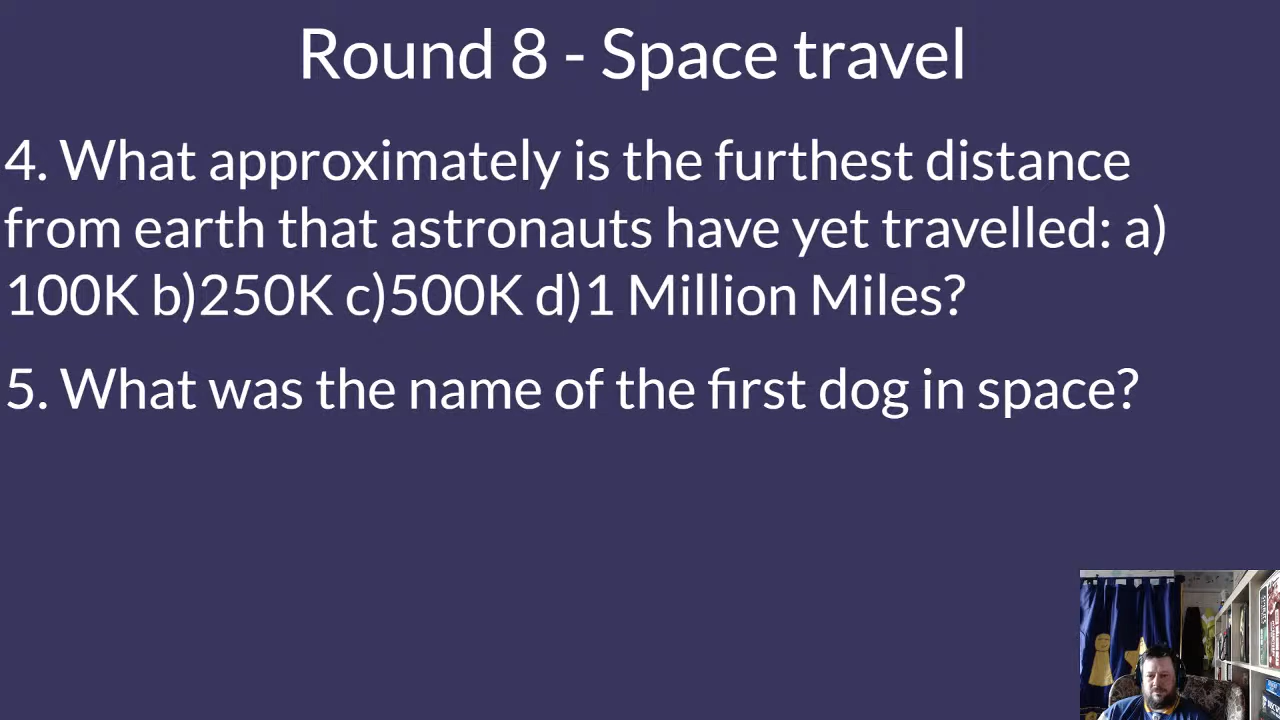 Round 8 - Space travel
4. What approximately is the furthest distance
from earth that astronauts have yet travelled: a)
100K b)250K c)500K d)1 Million Miles?
5. What was the name of the first dog in space?